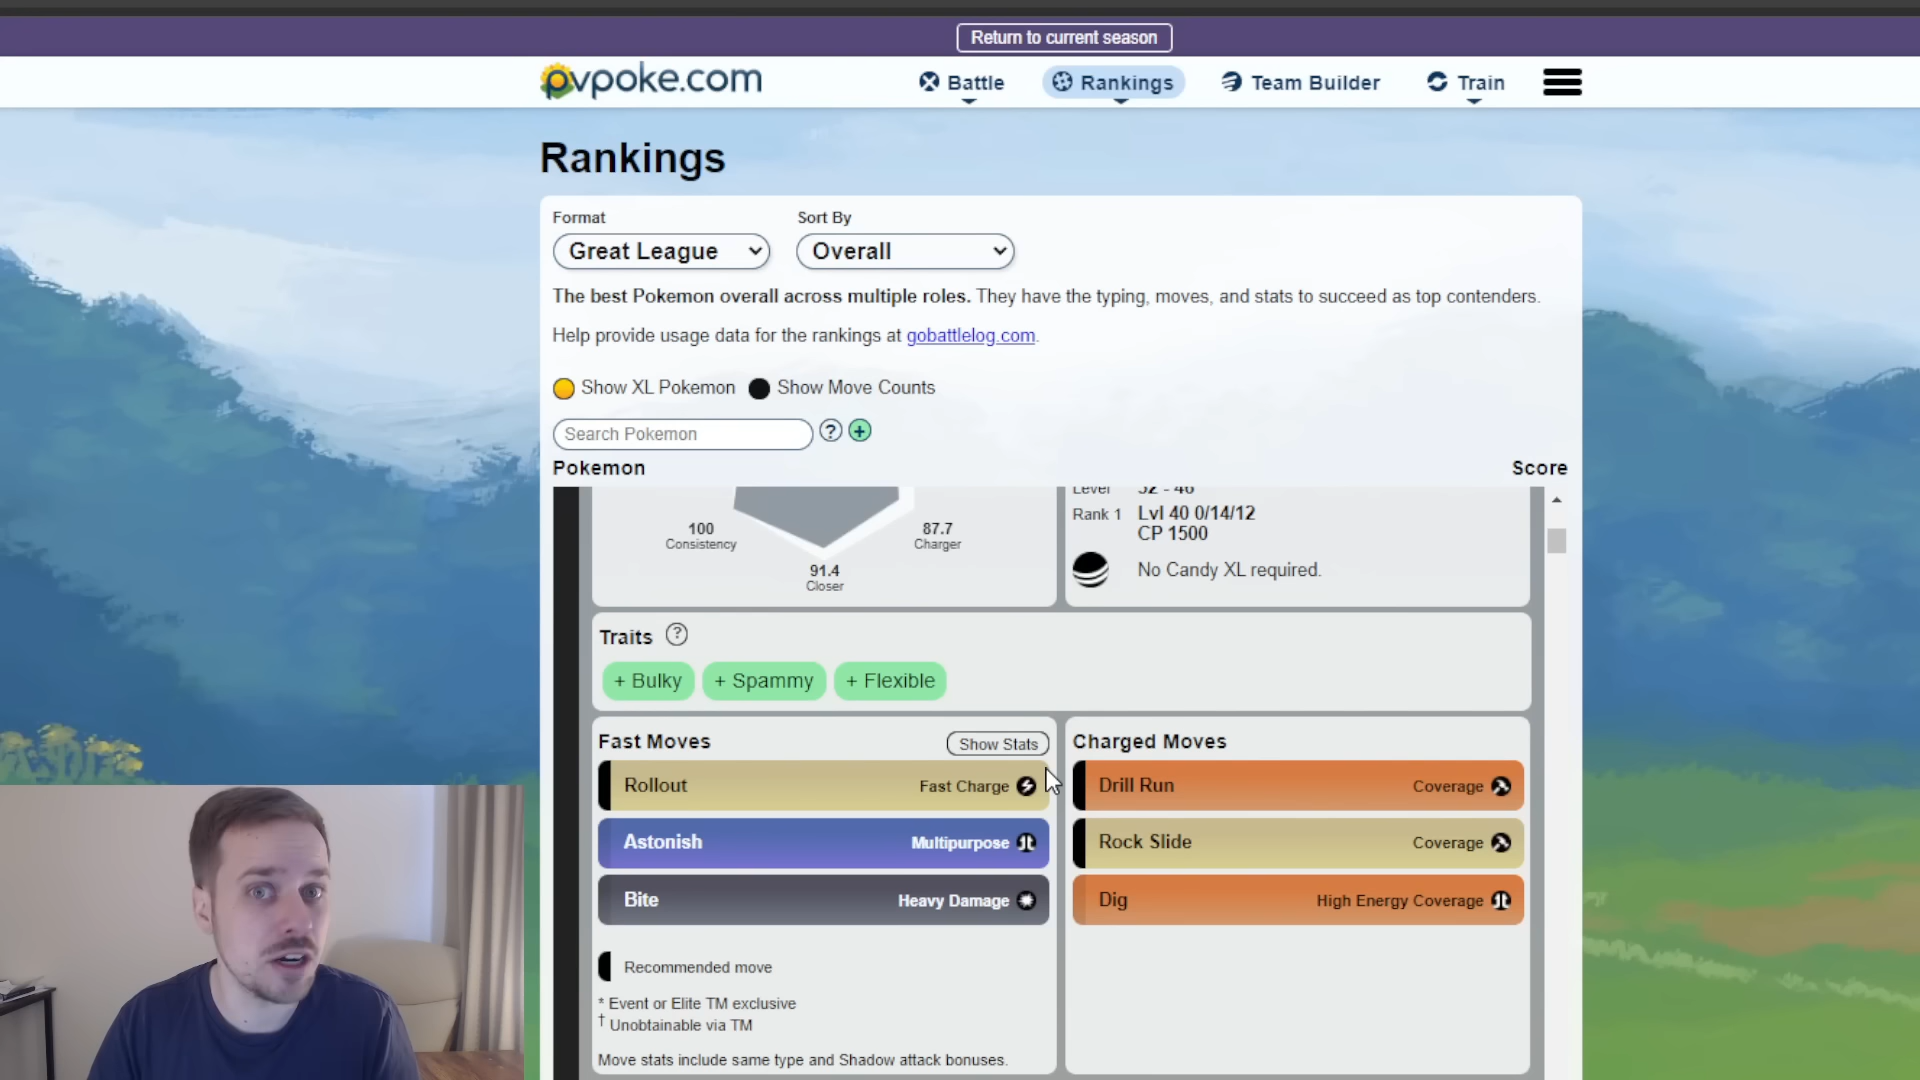 Return to current season
pvpoke.com
Battle
Rankings
Team Builder
Train
Rankings
Format
Sort By
Great League
Overall
The best Pokemon overall across multiple roles. They have the typing, moves, and stats to succeed as top contenders.
Help provide usage data for the rankings at gobattlelog.com.
Show XL Pokemon
Show Move Counts
Search Pokemon
?
+
Pokemon
Score
100
Consistency
87.7
Charger
91.4
Closer
Level
Rank 1
Lvl 40 0/14/12
CP 1500
No Candy XL required.
Traits ?
+ Bulky
+ Spammy
+ Flexible
Fast Moves
Show Stats
Rollout
Fast Charge
Astonish
Multipurpose
Bite
Heavy Damage
Recommended move
* Event or Elite TM exclusive
† Unobtainable via TM
Move stats include same type and Shadow attack bonuses.
Charged Moves
Drill Run
Coverage
Rock Slide
Coverage
Dig
High Energy Coverage